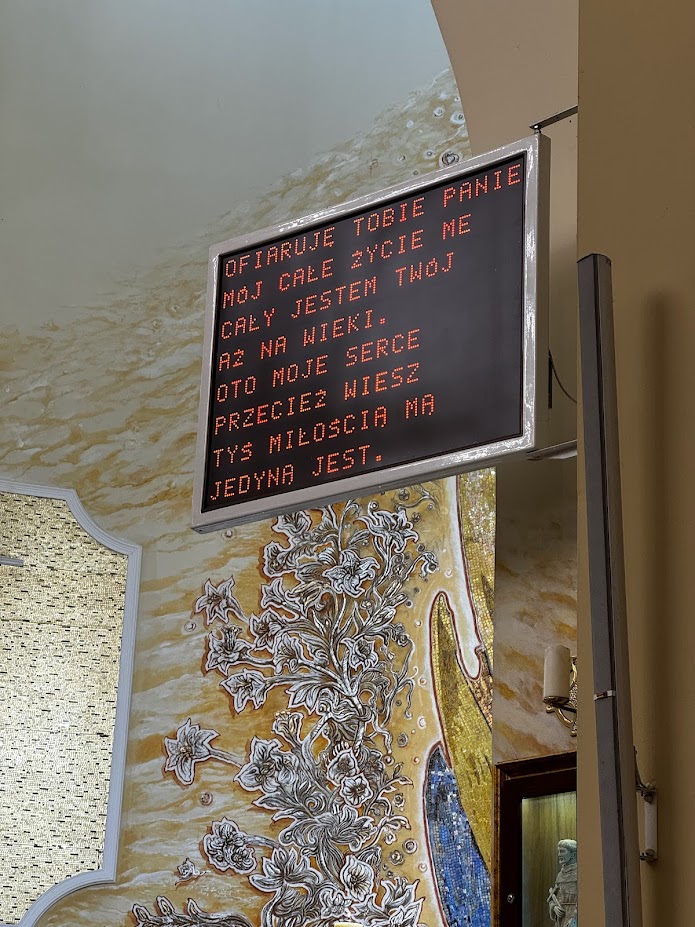 OFIARUJĘ TOBIE PANIE
MÓJ CAŁE ŻYCIE ME
CAŁY JESTEM TWÓJ
AŻ NA WIEKI.
OTO MOJE SERCE
PRZECIEŻ WIESZ
TYŚ MIŁOŚCIĄ MĄ
JEDYNĄ JEST.